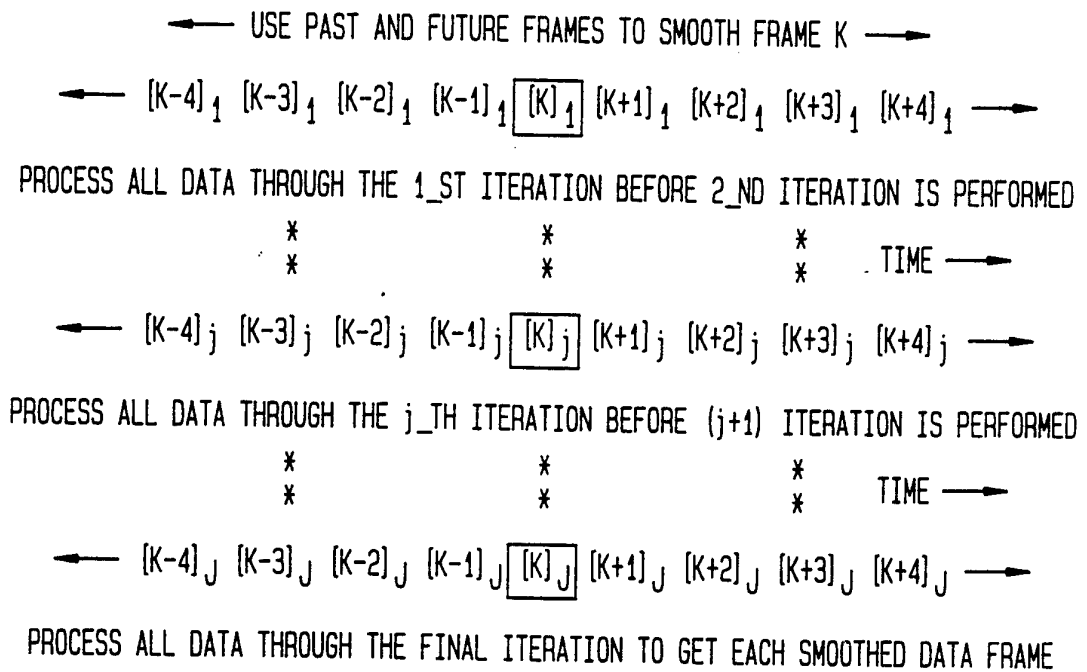 ← USE PAST AND FUTURE FRAMES TO SMOOTH FRAME K →
← [K-4]₁ [K-3]₁ [K-2]₁ [K-1]₁ [K]₁ [K+1]₁ [K+2]₁ [K+3]₁ [K+4]₁ →
PROCESS ALL DATA THROUGH THE 1_ST ITERATION BEFORE 2_ND ITERATION IS PERFORMED
* * *
* * * TIME →
← [K-4]j [K-3]j [K-2]j [K-1]j [K]j [K+1]j [K+2]j [K+3]j [K+4]j →
PROCESS ALL DATA THROUGH THE j_TH ITERATION BEFORE (j+1) ITERATION IS PERFORMED
* * *
* * * TIME →
← [K-4]J [K-3]J [K-2]J [K-1]J [K]J [K+1]J [K+2]J [K+3]J [K+4]J →
PROCESS ALL DATA THROUGH THE FINAL ITERATION TO GET EACH SMOOTHED DATA FRAME